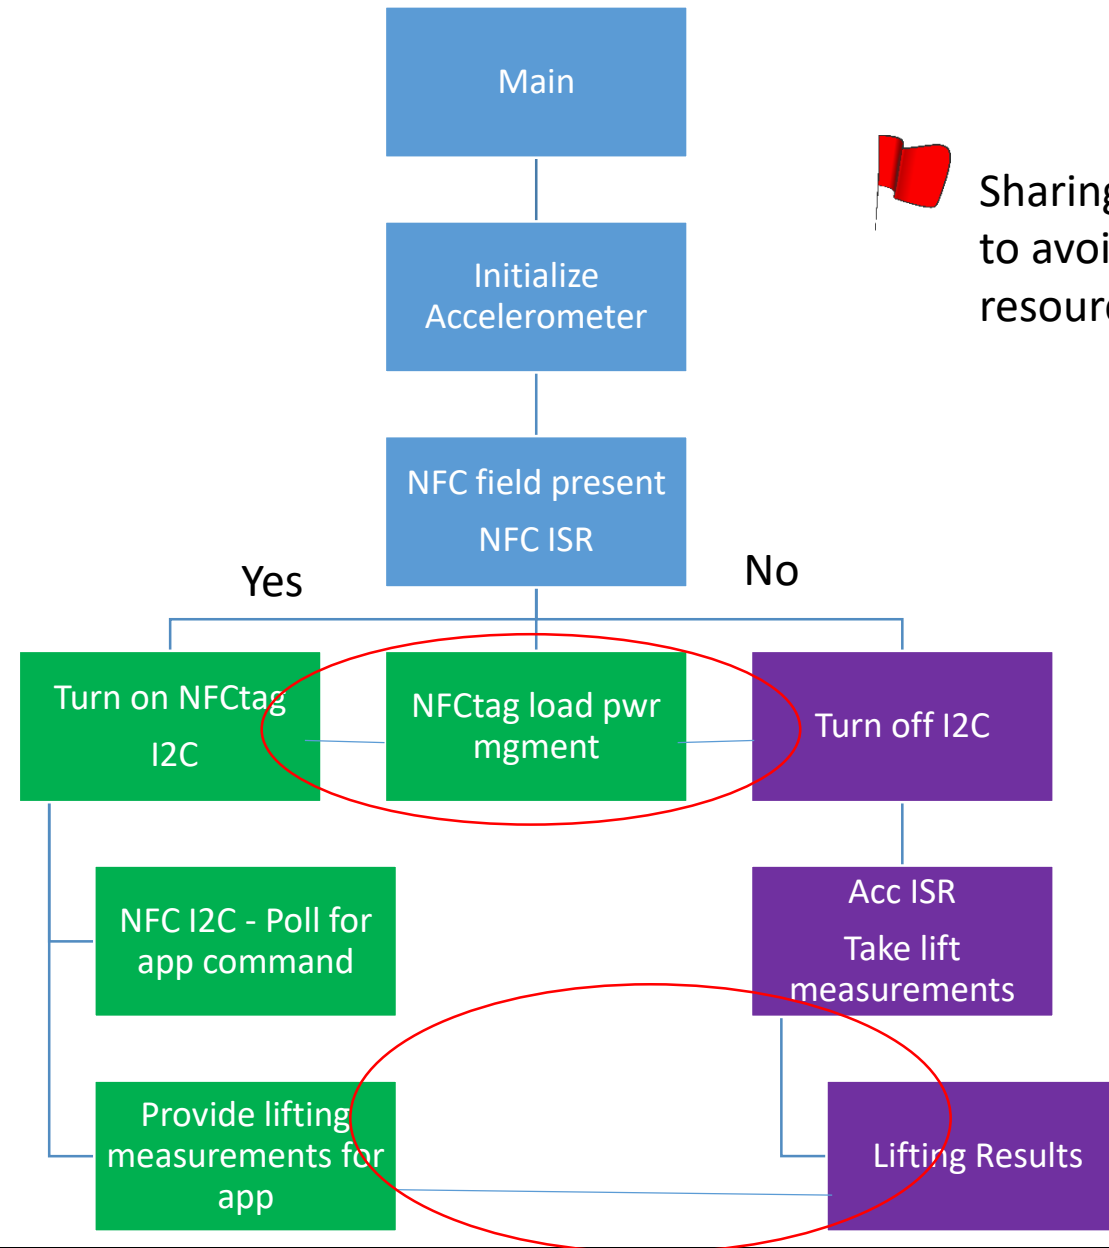 Main
Sharing
to avoi
resour
Initialize
Accelerometer
NFC field present
NFC ISR
Yes
No
Turn on NFCtag
I2C
NFCtag load pwr
mgment
Turn off I2C
NFC I2C - Poll for
app command
Acc ISR
Take lift
measurements
Provide lifting
measurements for
app
Lifting Results